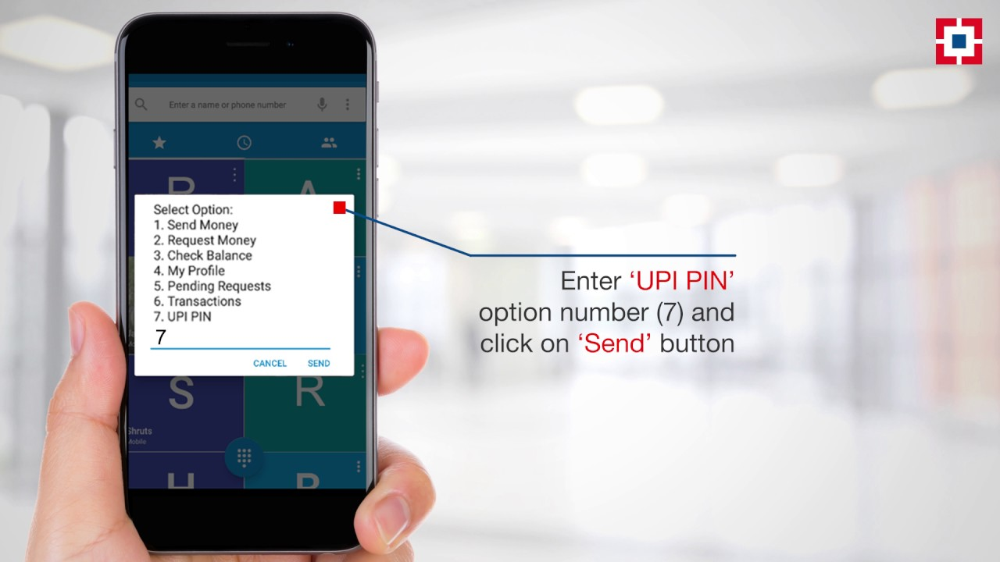 Enter a name or phone number
Select Option:
1. Send Money
2. Request Money
3. Check Balance
4. My Profile
5. Pending Requests
6. Transactions
7. UPI PIN
7
CANCEL SEND
S
R
Shruts
Mobile
Enter ‘UPI PIN’
option number (7) and
click on ‘Send’ button